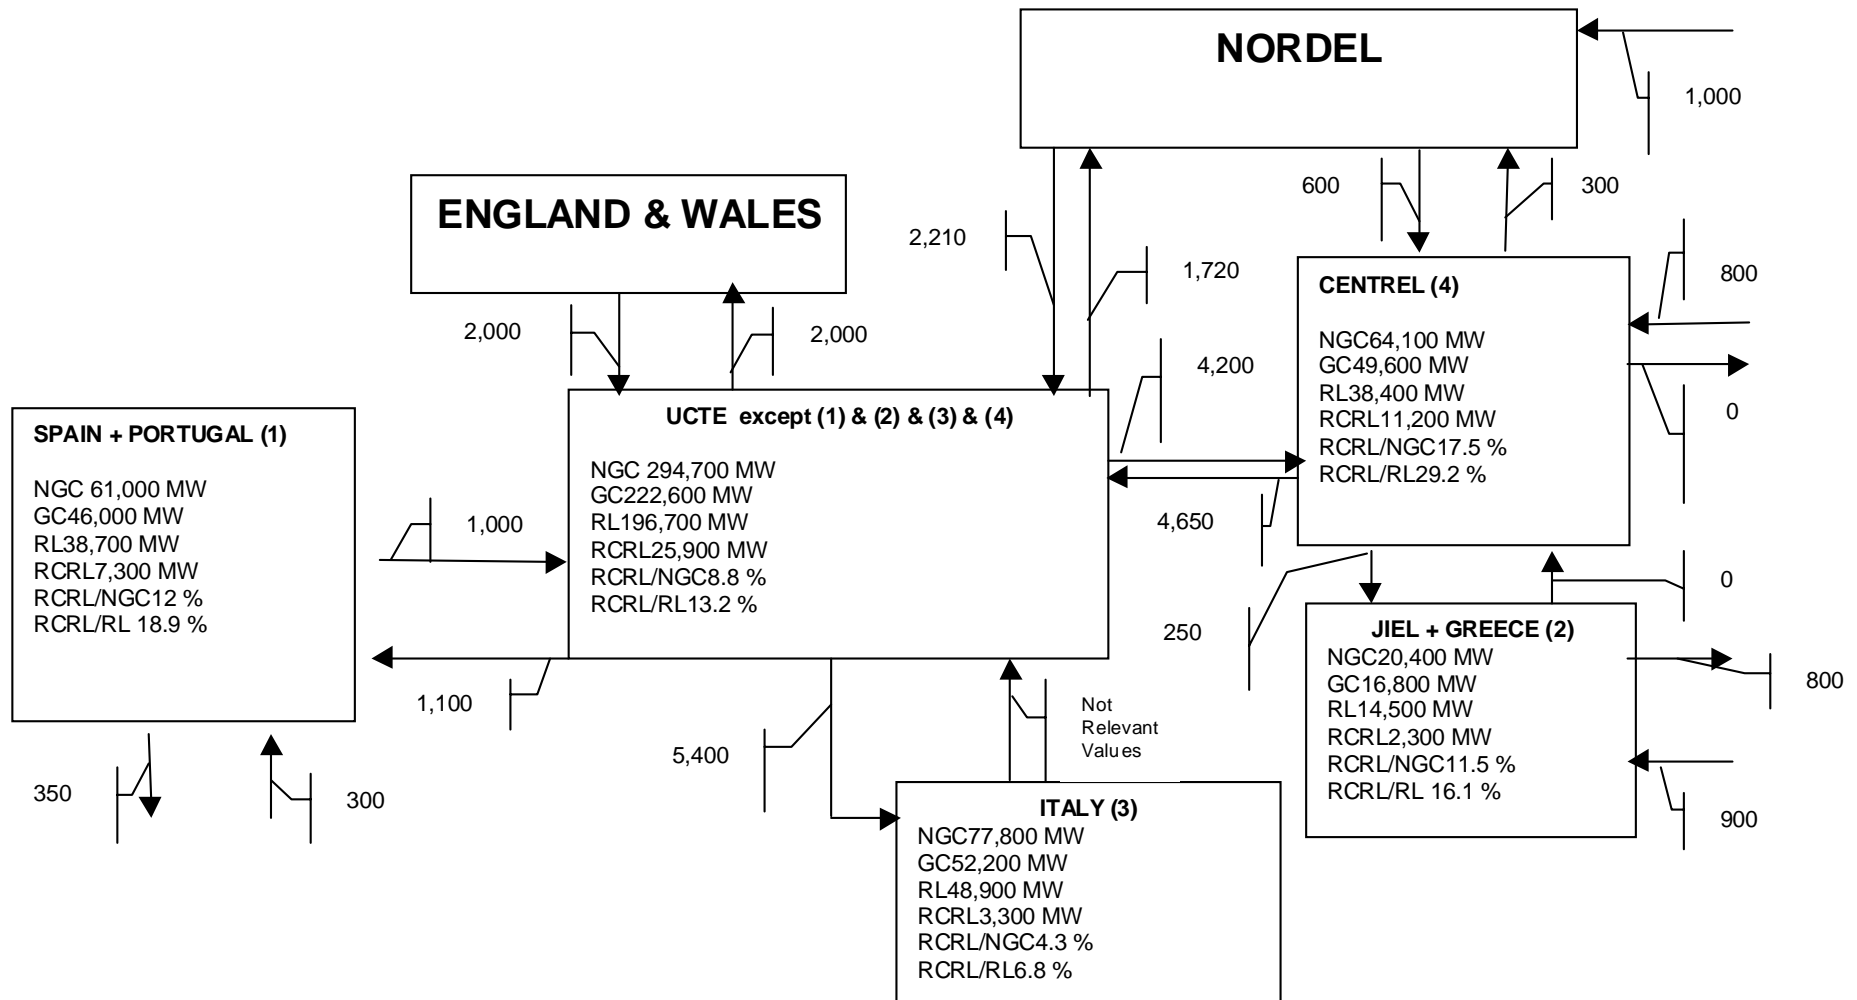 NORDEL
1,000
600
300
ENGLAND & WALES
2,210
1,720
800
CENTREL (4)
NGC64,100 MW
GC49,600 MW
RL38,400 MW
RCRL11,200 MW
RCRL/NGC17.5 %
RCRL/RL29.2 %
2,000
2,000
4,200
0
UCTE except (1) & (2) & (3) & (4)
NGC 294,700 MW
GC222,600 MW
RL196,700 MW
RCRL25,900 MW
RCRL/NGC8.8 %
RCRL/RL13.2 %
SPAIN + PORTUGAL (1)
NGC 61,000 MW
GC46,000 MW
RL38,700 MW
RCRL7,300 MW
RCRL/NGC12 %
RCRL/RL 18.9 %
1,000
4,650
0
250
JIEL + GREECE (2)
NGC20,400 MW
GC16,800 MW
RL14,500 MW
RCRL2,300 MW
RCRL/NGC11.5 %
RCRL/RL 16.1 %
800
900
1,100
5,400
Not
Relevant
Values
350
300
ITALY (3)
NGC77,800 MW
GC52,200 MW
RL48,900 MW
RCRL3,300 MW
RCRL/NGC4.3 %
RCRL/RL6.8 %